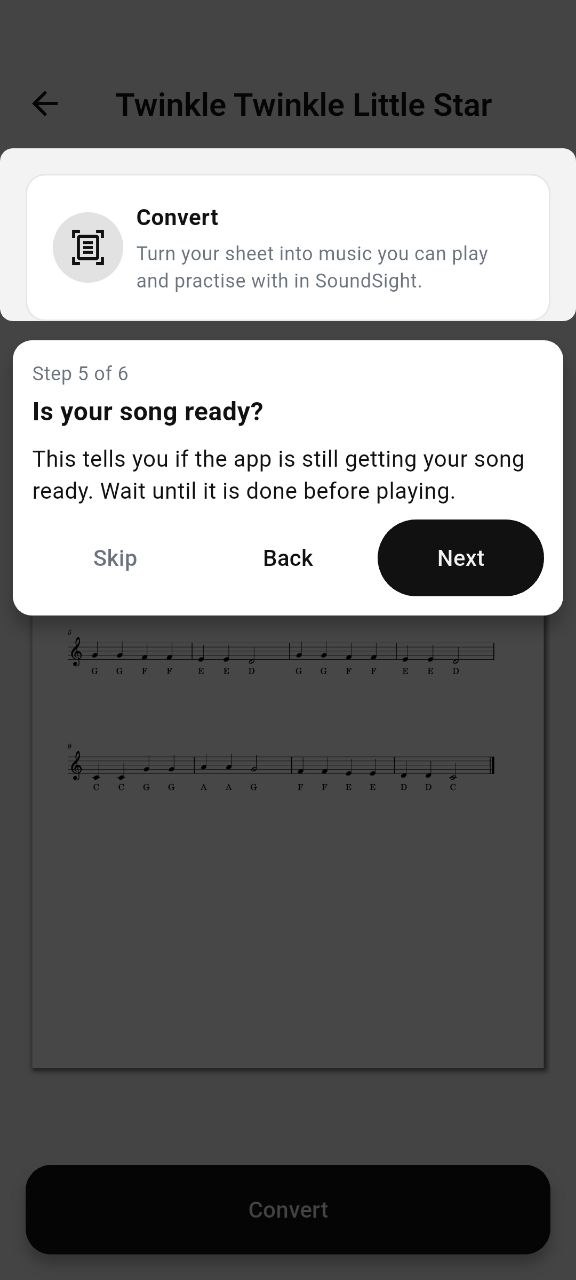 Twinkle Twinkle Little Star
Convert
Turn your sheet into music you can play
and practise with in SoundSight.
Step 5 of 6
Is your song ready?
This tells you if the app is still getting your song
ready. Wait until it is done before playing.
Skip Back Next
G G F F E E D G G F F E E D
9
C C G G A A G F F E E D D C
Convert